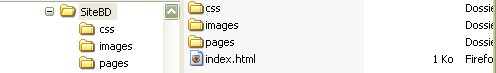 SiteBD
css
images
pages
css Dossie
images Dossie
pages Dossie
index.html 1 Ko Firefo